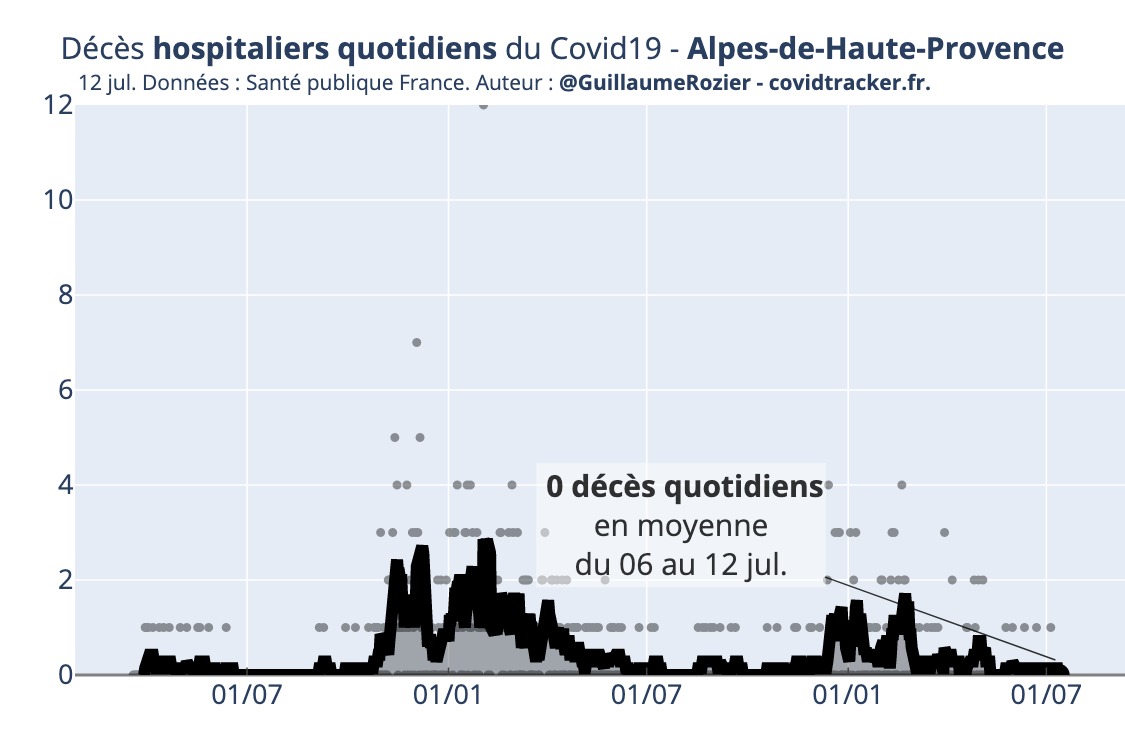 Décès hospitaliers quotidiens du Covid19 - Alpes-de-Haute-Provence
12 jul. Données : Santé publique France. Auteur : @GuillaumeRozier - covidtracker.fr.
12
10
8
6
4
0 décès quotidiens
en moyenne
du 06 au 12 jul.
2
0
01/07
01/01
01/07
01/01
01/07